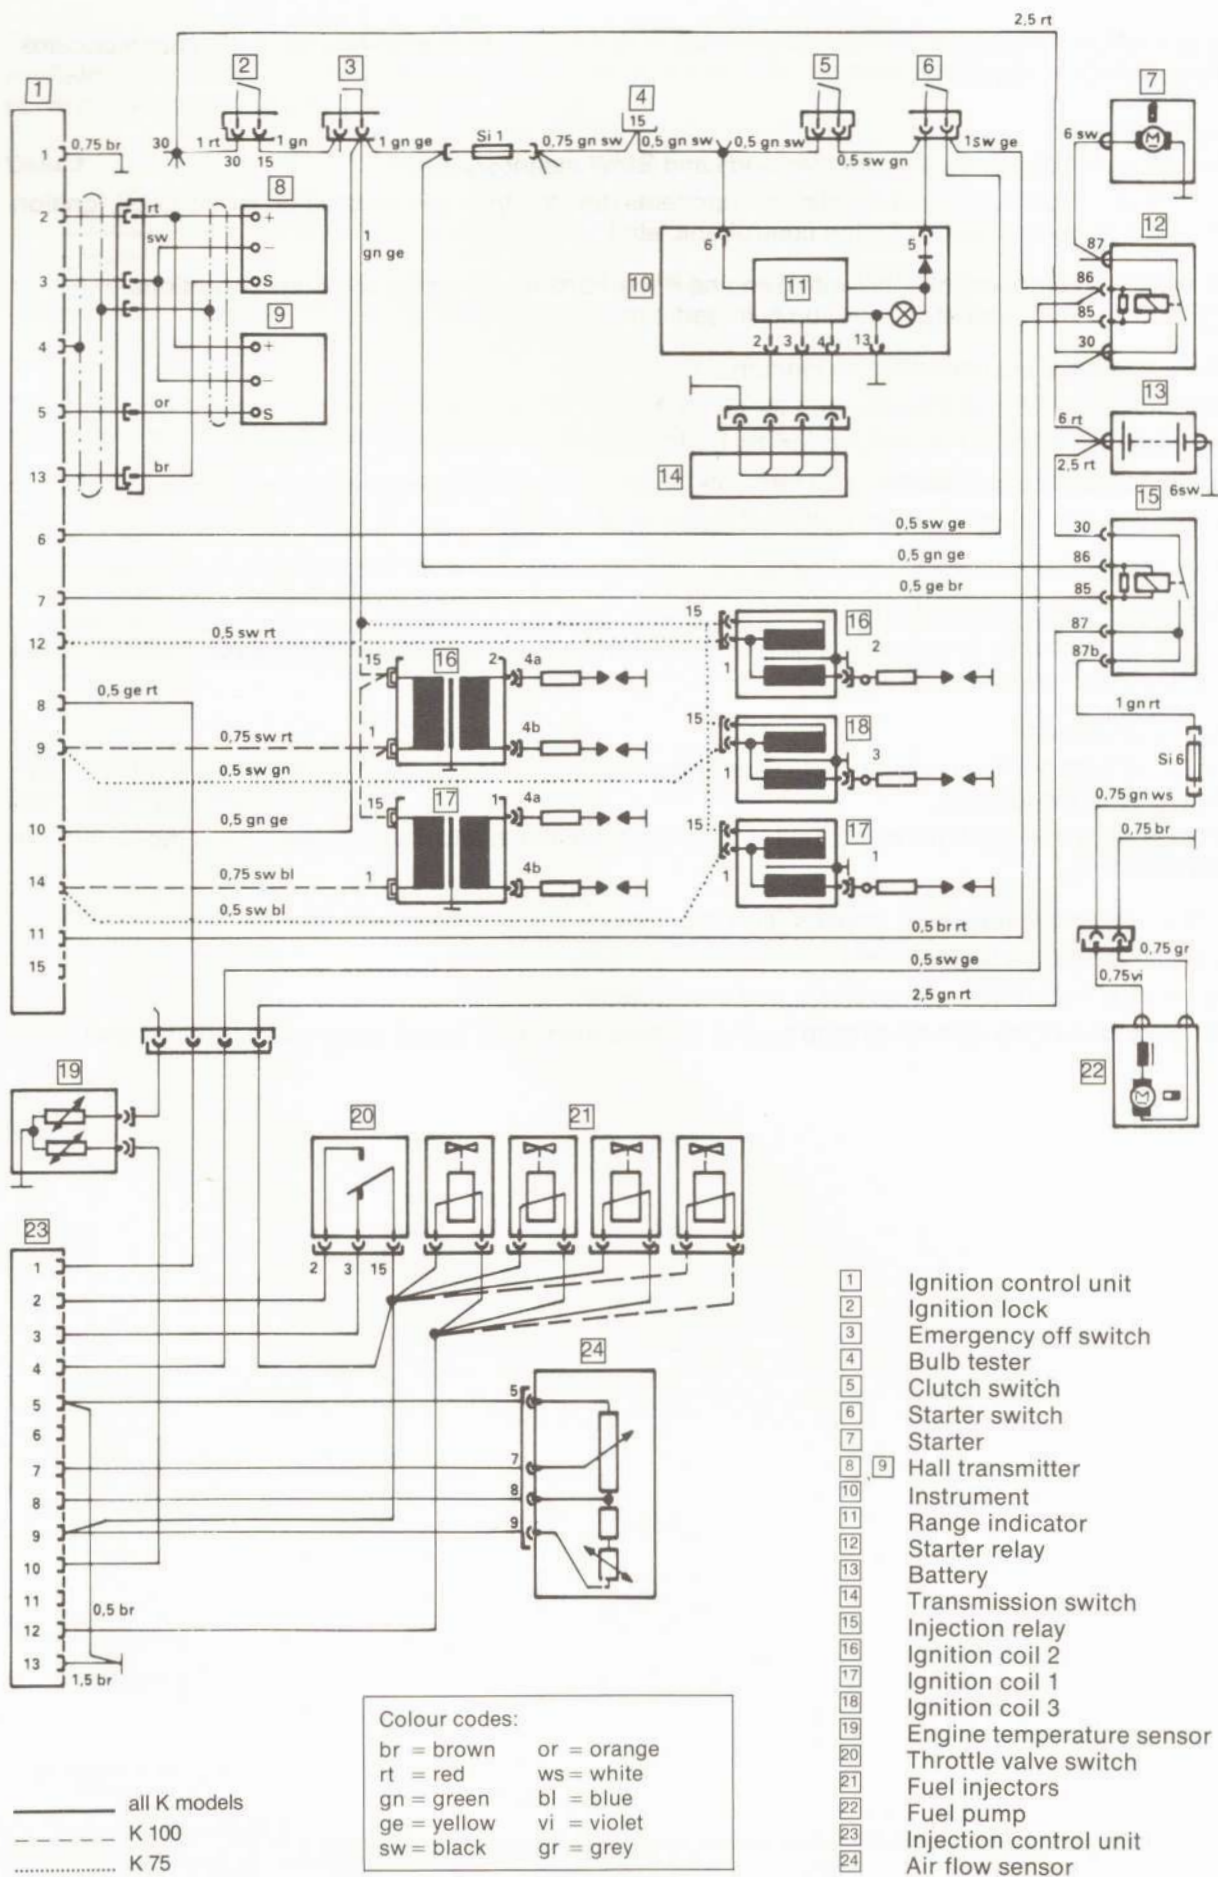 2,5 rt
2
3
4
5
6
7
1
15
Si 1
1
0,75 br
30
1 rt
1 gn
30
15
1 gn ge
0,75 gn sw
0,5 gn sw
0,5 gn sw
0,5 sw gn
1sw ge
6 sw
M
8
12
2
rt
+
sw
–
1
gn ge
6
5
87
3
S
10
11
86
9
85
4
+
2
3
4
13
30
–
13
5
or
S
6 rt
13
br
14
2,5 rt
6sw
15
6
0,5 sw ge
30
0,5 gn ge
86
7
0,5 ge br
85
15
16
12
0,5 sw rt
87
2
15
16
2
4a
1
87b
8
0,5 ge rt
1 gn rt
15
18
9
0,75 sw rt
1
4b
3
Si 6
0,5 sw gn
17
15
1
4a
0,75 gn ws
10
0,5 gn ge
15
17
0,75 br
14
0,75 sw bl
1
4b
1
1
0,5 sw bl
11
0,5 br rt
0,75 gr
15
0,5 sw ge
0,75vi
2,5 gn rt
19
22
M
20
21
23
2
3
15
1
2
3
4
24
5
5
6
7
7
8
8
9
9
10
11
0,5 br
12
13
1,5 br
1 Ignition control unit
2 Ignition lock
3 Emergency off switch
4 Bulb tester
5 Clutch switch
6 Starter switch
7 Starter
8 , 9 Hall transmitter
10 Instrument
11 Range indicator
12 Starter relay
13 Battery
14 Transmission switch
15 Injection relay
16 Ignition coil 2
17 Ignition coil 1
18 Ignition coil 3
19 Engine temperature sensor
20 Throttle valve switch
21 Fuel injectors
22 Fuel pump
23 Injection control unit
24 Air flow sensor
Colour codes:
br = brown or = orange
rt = red ws = white
gn = green bl = blue
ge = yellow vi = violet
sw = black gr = grey
all K models
K 100
K 75